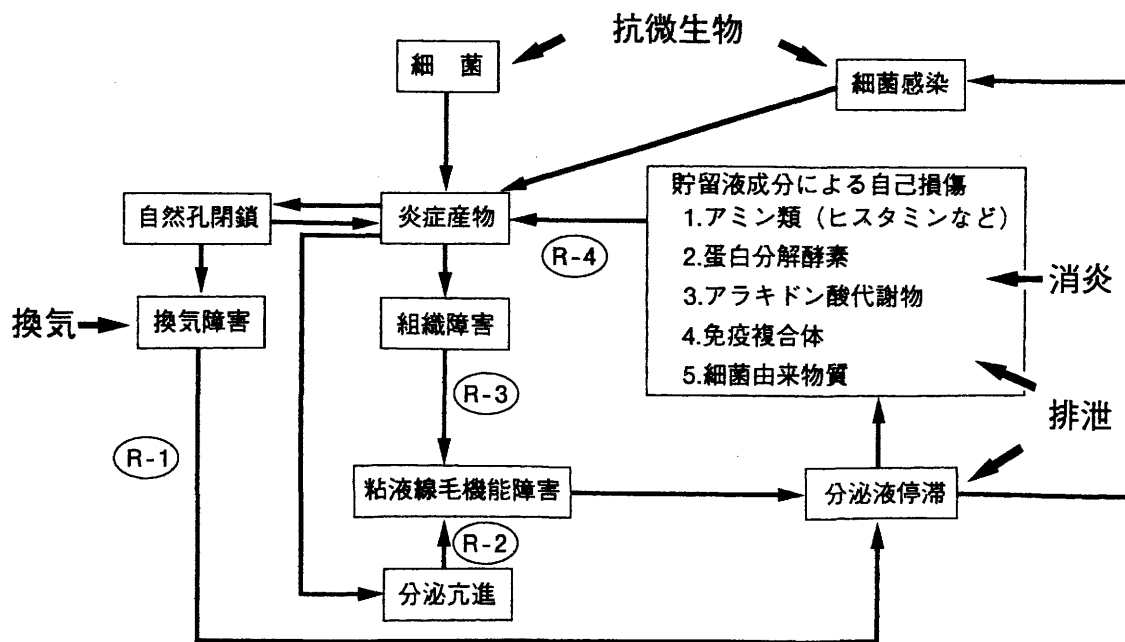 抗微生物
細 菌
細菌感染
貯留液成分による自己損傷
1.アミン類（ヒスタミンなど）
2.蛋白分解酵素
3.アラキドン酸代謝物
4.免疫複合体
5.細菌由来物質
自然孔閉鎖
炎症産物
R-4
消炎
換気
換気障害
組織障害
R-3
排泄
R-1
粘液線毛機能障害
分泌液停滞
R-2
分泌亢進